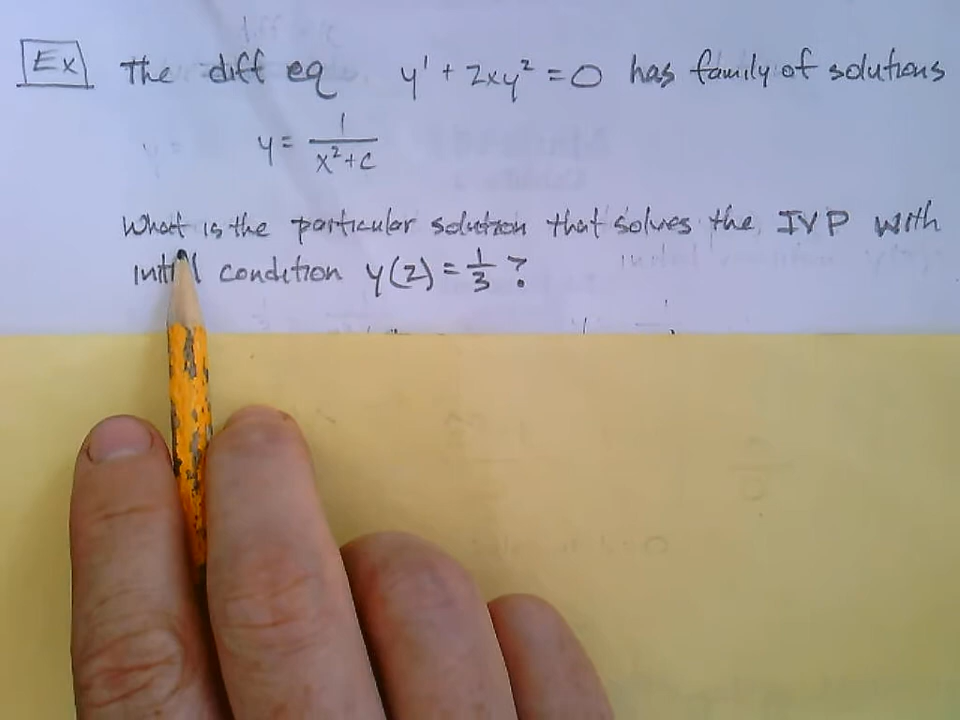 Ex The diff eq y' + 2xy² = 0 has family of solutions
y = 1/(x²+c)
What is the particular solution that solves the IVP with
initial condition y(2) = 1/3 ?